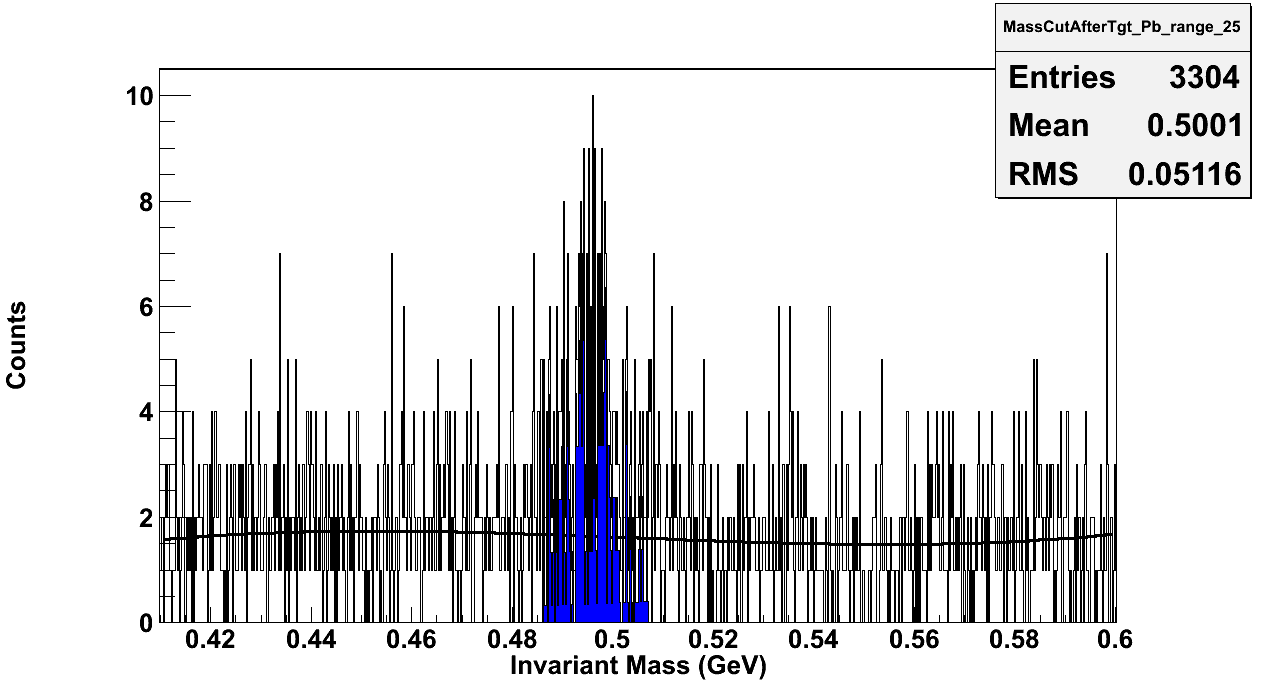 MassCutAfterTgt_Pb_range_25
Entries 3304
Mean 0.5001
RMS 0.05116
Counts
10
8
6
4
2
0
0.42 0.44 0.46 0.48 0.5 0.52 0.54 0.56 0.58 0.6
Invariant Mass (GeV)